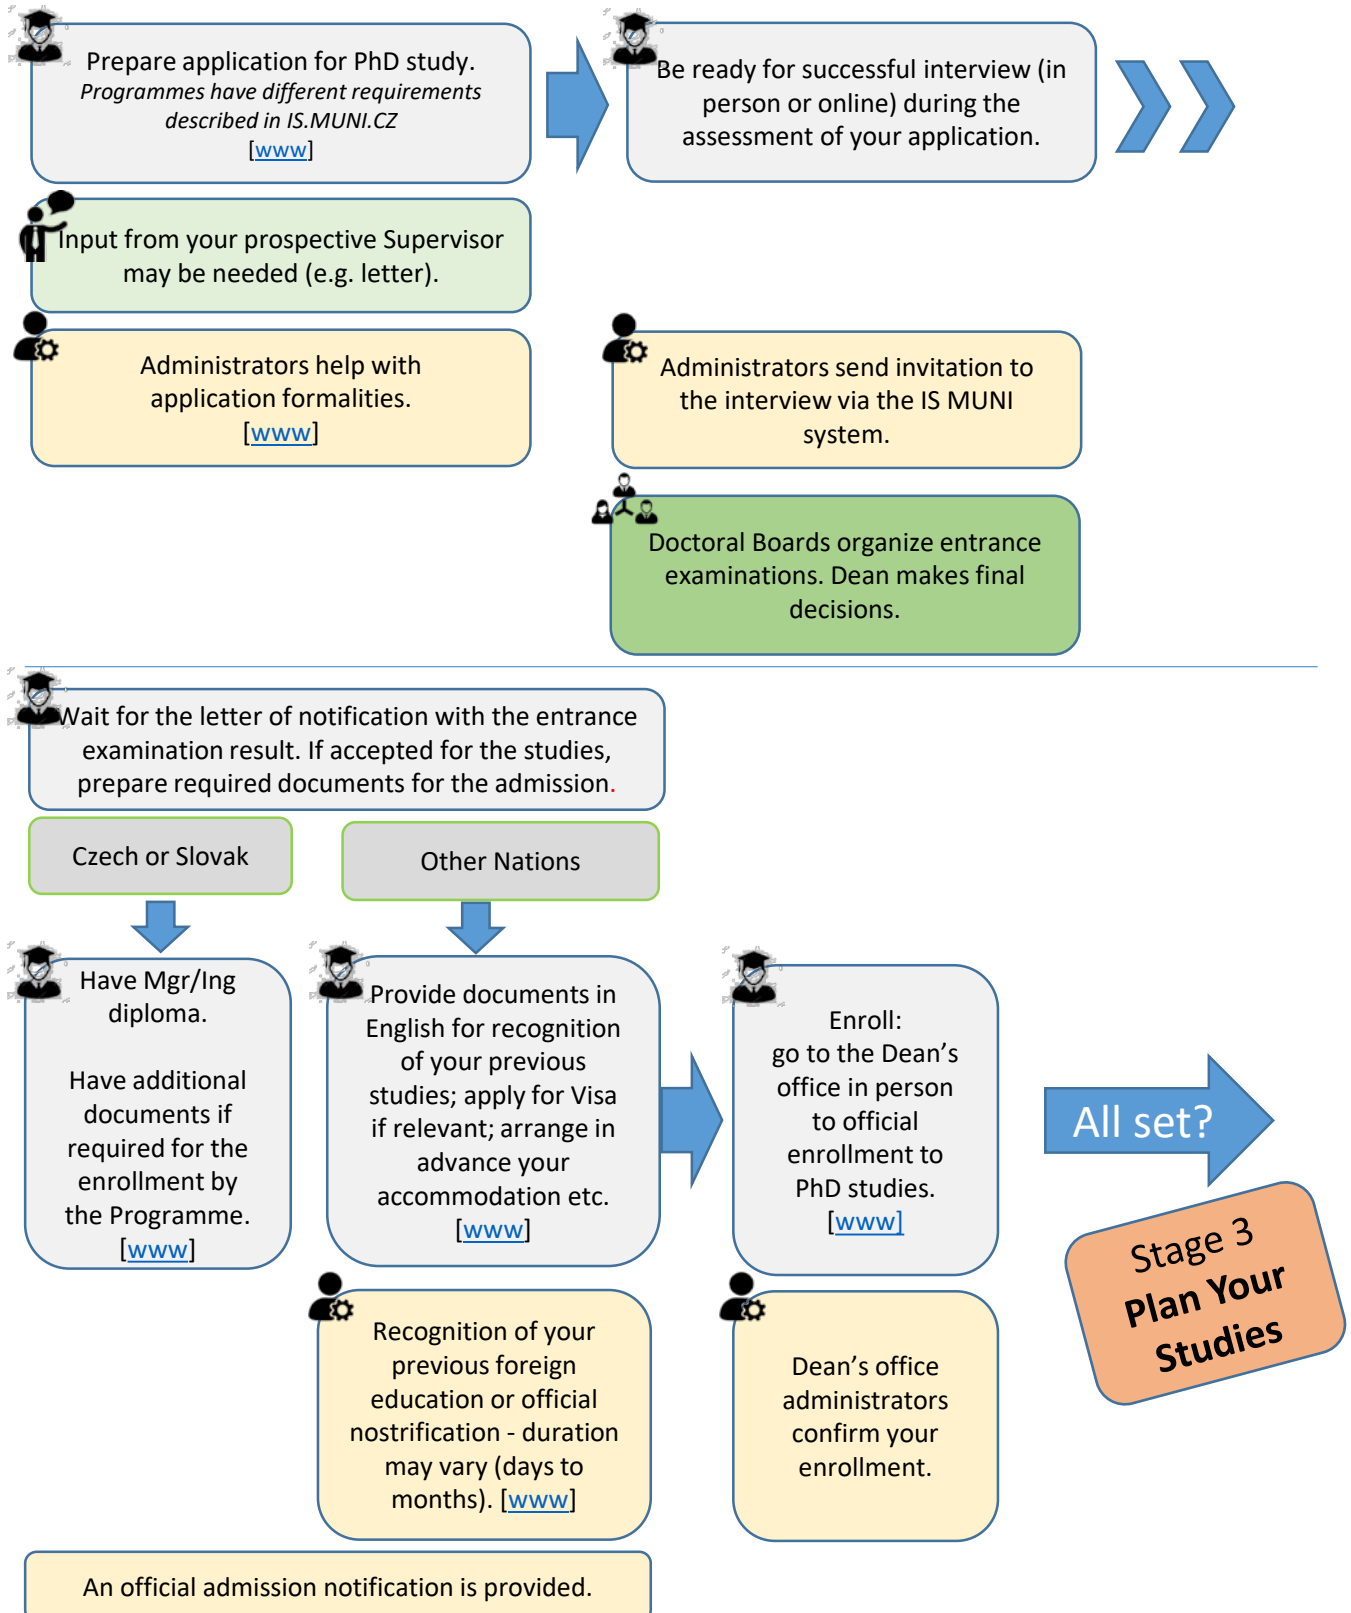 Prepare application for PhD study.
Programmes have different requirements
described in IS.MUNI.CZ
[www]
Be ready for successful interview (in
person or online) during the
assessment of your application.
Input from your prospective Supervisor
may be needed (e.g. letter).
Administrators help with
application formalities.
[www]
Administrators send invitation to
the interview via the IS MUNI
system.
Doctoral Boards organize entrance
examinations. Dean makes final
decisions.
Wait for the letter of notification with the entrance
examination result. If accepted for the studies,
prepare required documents for the admission.
Czech or Slovak
Other Nations
Have Mgr/Ing
diploma.
Have additional
documents if
required for the
enrollment by
the Programme.
[www]
Provide documents in
English for recognition
of your previous
studies; apply for Visa
if relevant; arrange in
advance your
accommodation etc.
[www]
Enroll:
go to the Dean’s
office in person
to official
enrollment to
PhD studies.
[www]
All set?
Stage 3
Plan Your
Studies
Recognition of your
previous foreign
education or official
nostrification - duration
may vary (days to
months). [www]
Dean’s office
administrators
confirm your
enrollment.
An official admission notification is provided.